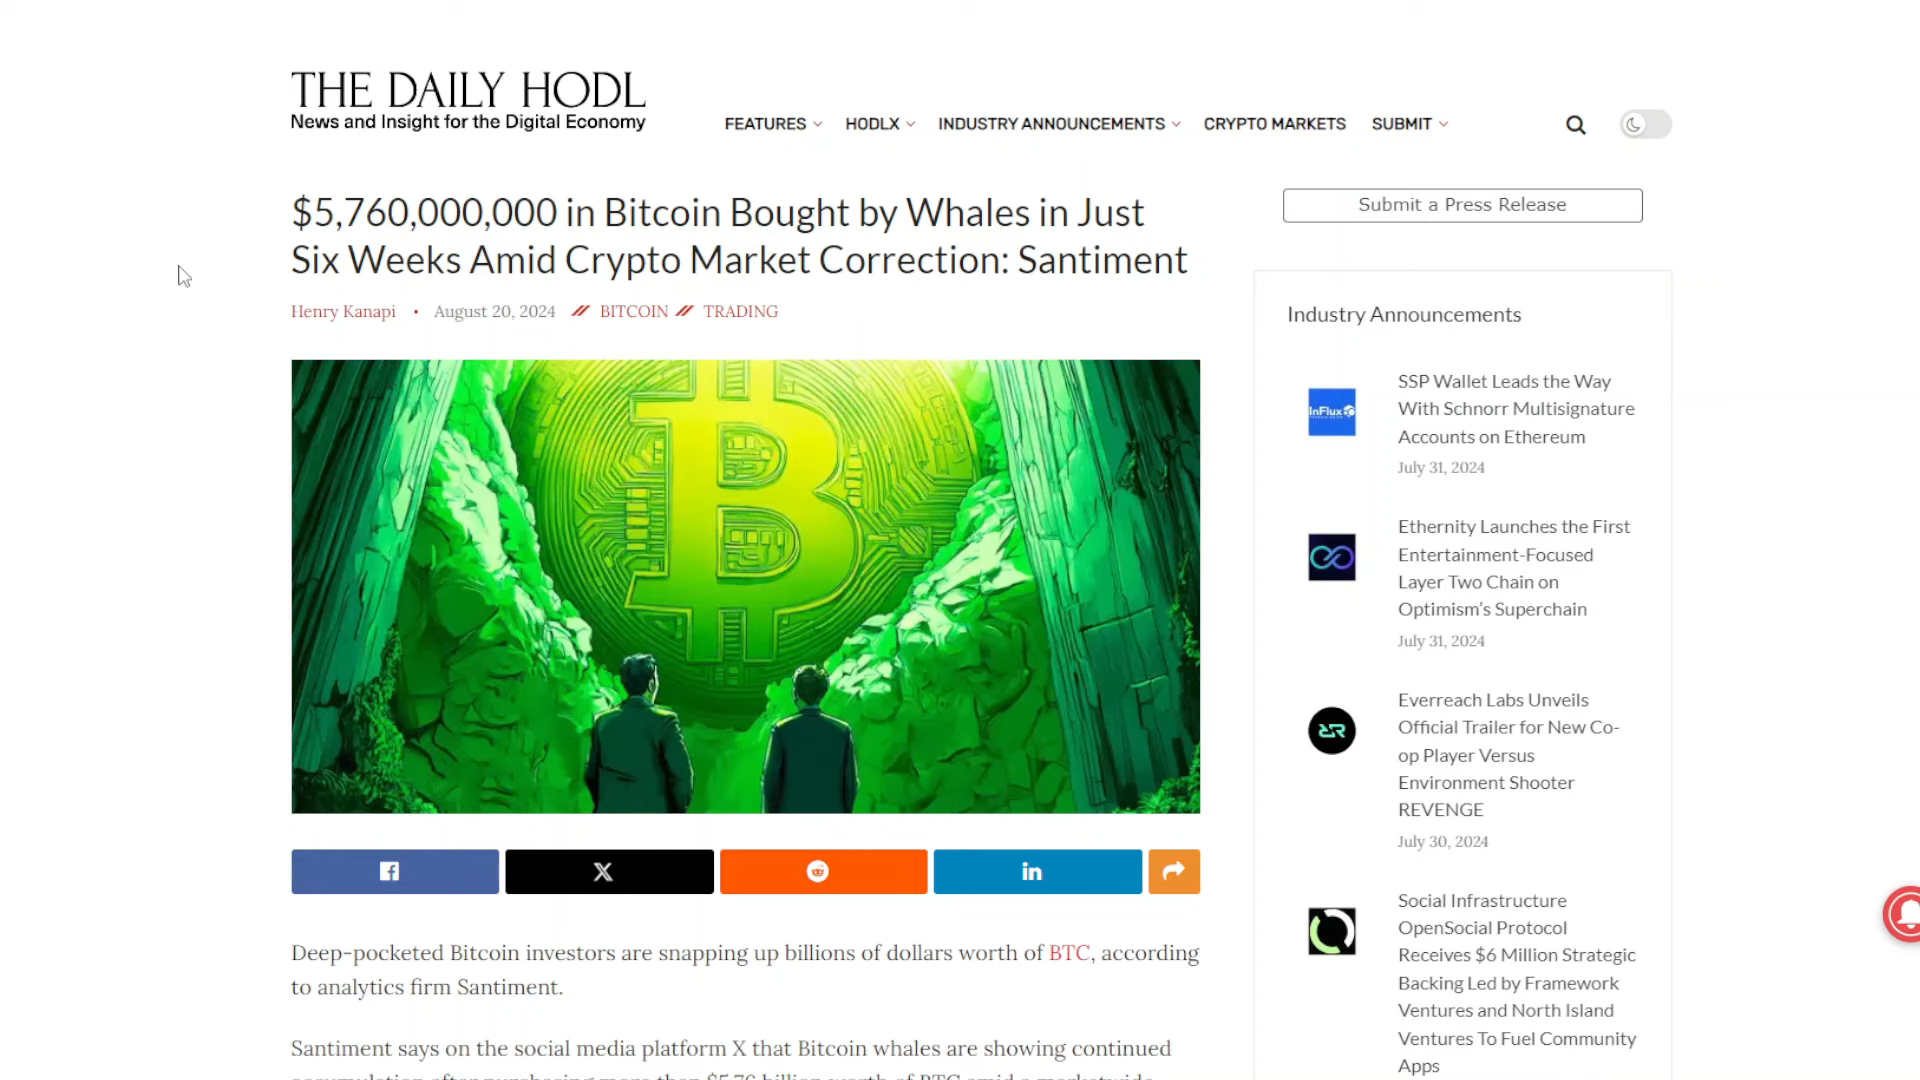 THE DAILY HODL
News and Insight for the Digital Economy
FEATURES HODLX INDUSTRY ANNOUNCEMENTS CRYPTO MARKETS SUBMIT
$5,760,000,000 in Bitcoin Bought by Whales in Just
Six Weeks Amid Crypto Market Correction: Santiment
Henry Kanapi • August 20, 2024 // BITCOIN // TRADING
Deep-pocketed Bitcoin investors are snapping up billions of dollars worth of BTC, according
to analytics firm Santiment.
Santiment says on the social media platform X that Bitcoin whales are showing continued
accumulation after purchasing more than $5.76 billion worth of BTC amid a marketwide
Submit a Press Release
Industry Announcements
InFlux
SSP Wallet Leads the Way
With Schnorr Multisignature
Accounts on Ethereum
July 31, 2024
Ethernity Launches the First
Entertainment-Focused
Layer Two Chain on
Optimism’s Superchain
July 31, 2024
Everreach Labs Unveils
Official Trailer for New Co-
op Player Versus
Environment Shooter
REVENGE
July 30, 2024
Social Infrastructure
OpenSocial Protocol
Receives $6 Million Strategic
Backing Led by Framework
Ventures and North Island
Ventures To Fuel Community
Apps